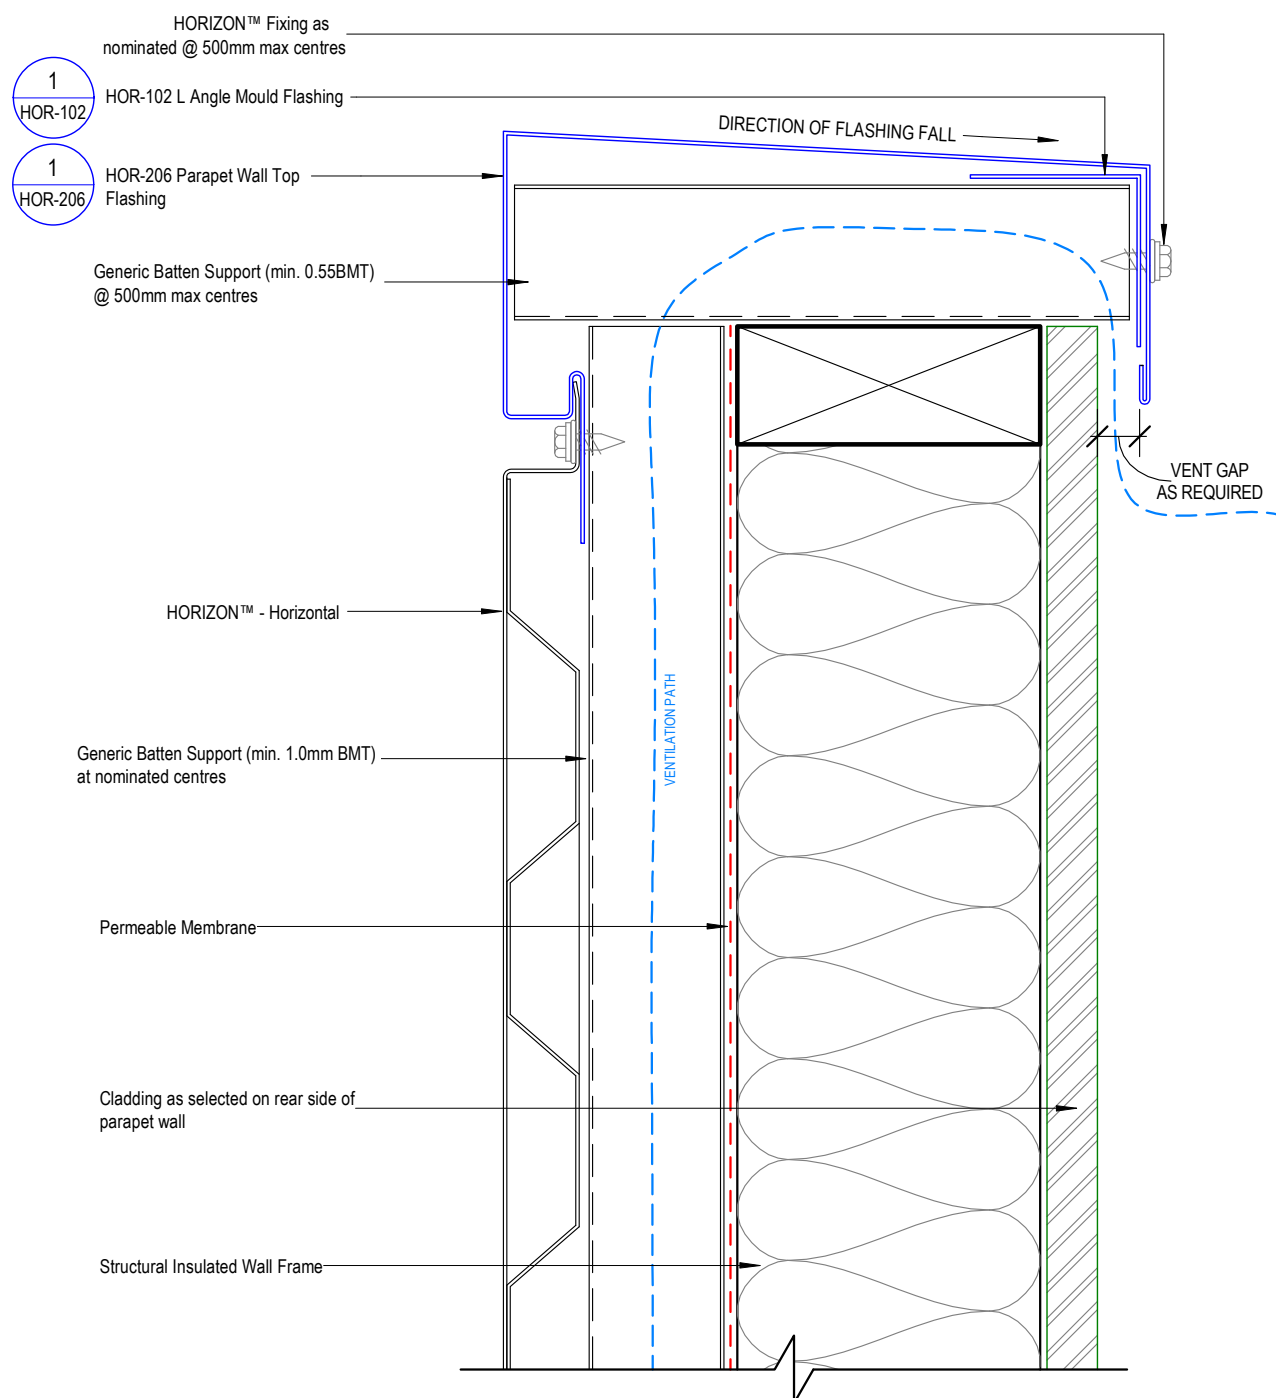 HORIZON™ Fixing as
nominated @ 500mm max centres
1
HOR-102
HOR-102 L Angle Mould Flashing
DIRECTION OF FLASHING FALL
1
HOR-206
HOR-206 Parapet Wall Top
Flashing
Generic Batten Support (min. 0.55BMT)
@ 500mm max centres
VENT GAP
AS REQUIRED
HORIZON™ - Horizontal
VENTILATION PATH
Generic Batten Support (min. 1.0mm BMT)
at nominated centres
Permeable Membrane
Cladding as selected on rear side of
parapet wall
Structural Insulated Wall Frame